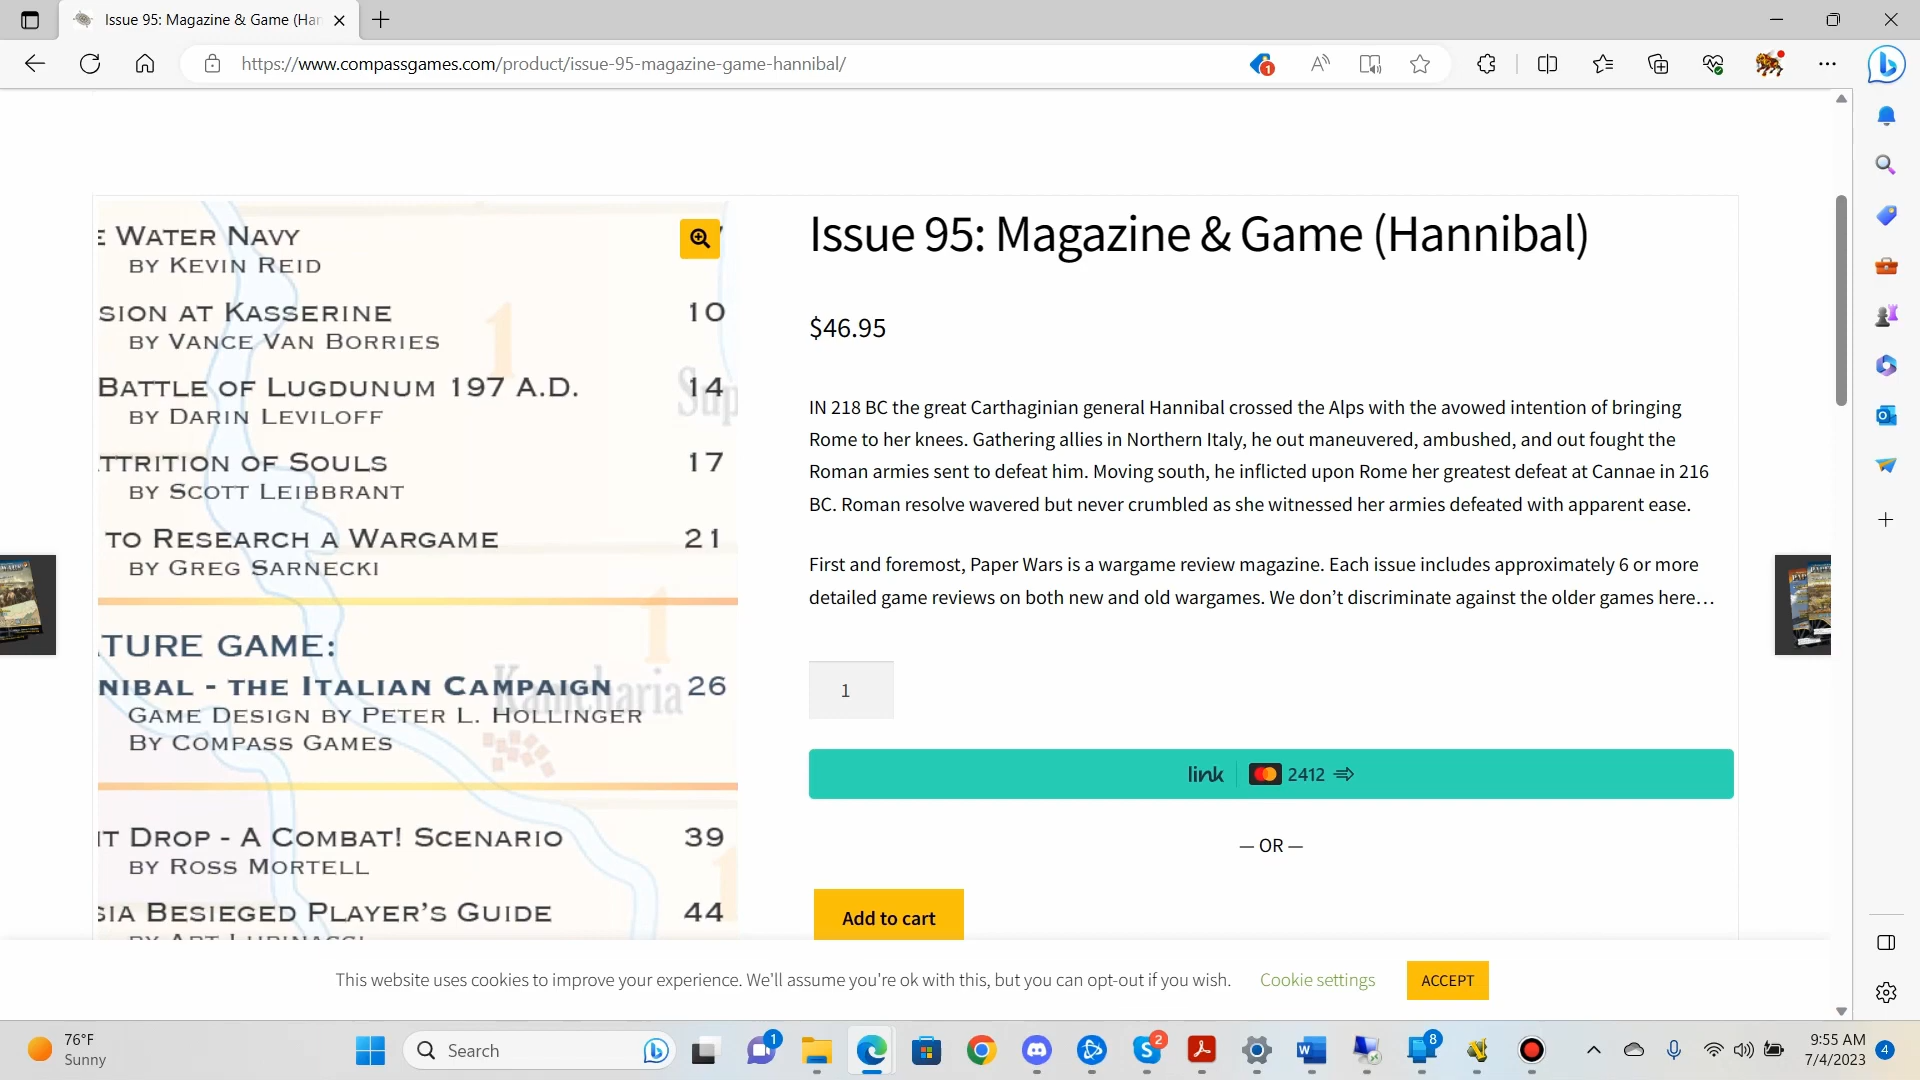 Issue 95: Magazine & Game (Han
https://www.compassgames.com/product/issue-95-magazine-game-hannibal/
1
E WATER NAVY
BY KEVIN REID
SION AT KASSERINE 10
BY VANCE VAN BORRIES
BATTLE OF LUGDUNUM 197 A.D. 14
BY DARIN LEVILOFF
TTRITION OF SOULS 17
BY SCOTT LEIBBRANT
TO RESEARCH A WARGAME 21
BY GREG SARNECKI
TURE GAME:
NIBAL - THE ITALIAN CAMPAIGN 26
GAME DESIGN BY PETER L. HOLLINGER
BY COMPASS GAMES
IT DROP - A COMBAT! SCENARIO 39
BY ROSS MORTELL
SIA BESIEGED PLAYER'S GUIDE 44
1
Sup
1
Kamcharia
1
Issue 95: Magazine & Game (Hannibal)
$46.95
IN 218 BC the great Carthaginian general Hannibal crossed the Alps with the avowed intention of bringing
Rome to her knees. Gathering allies in Northern Italy, he out maneuvered, ambushed, and out fought the
Roman armies sent to defeat him. Moving south, he inflicted upon Rome her greatest defeat at Cannae in 216
BC. Roman resolve wavered but never crumbled as she witnessed her armies defeated with apparent ease.
First and foremost, Paper Wars is a wargame review magazine. Each issue includes approximately 6 or more
detailed game reviews on both new and old wargames. We don't discriminate against the older games here…
1
link 2412
— OR —
Add to cart
This website uses cookies to improve your experience. We'll assume you're ok with this, but you can opt-out if you wish. Cookie settings ACCEPT
76°F
Sunny
Search
1
2
8
9:55 AM
7/4/2023
4